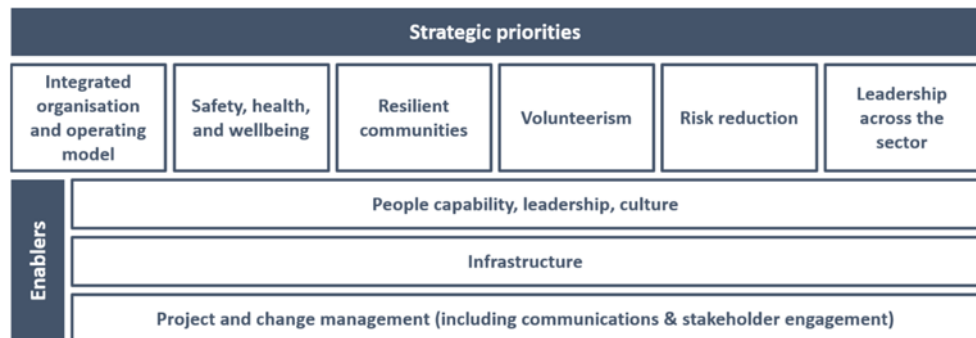 Strategic priorities
Integrated
organisation
and operating
model
Safety, health,
and wellbeing
Resilient
communities
Volunteerism
Risk reduction
Leadership
across the
sector
Enablers
People capability, leadership, culture
Infrastructure
Project and change management (including communications & stakeholder engagement)